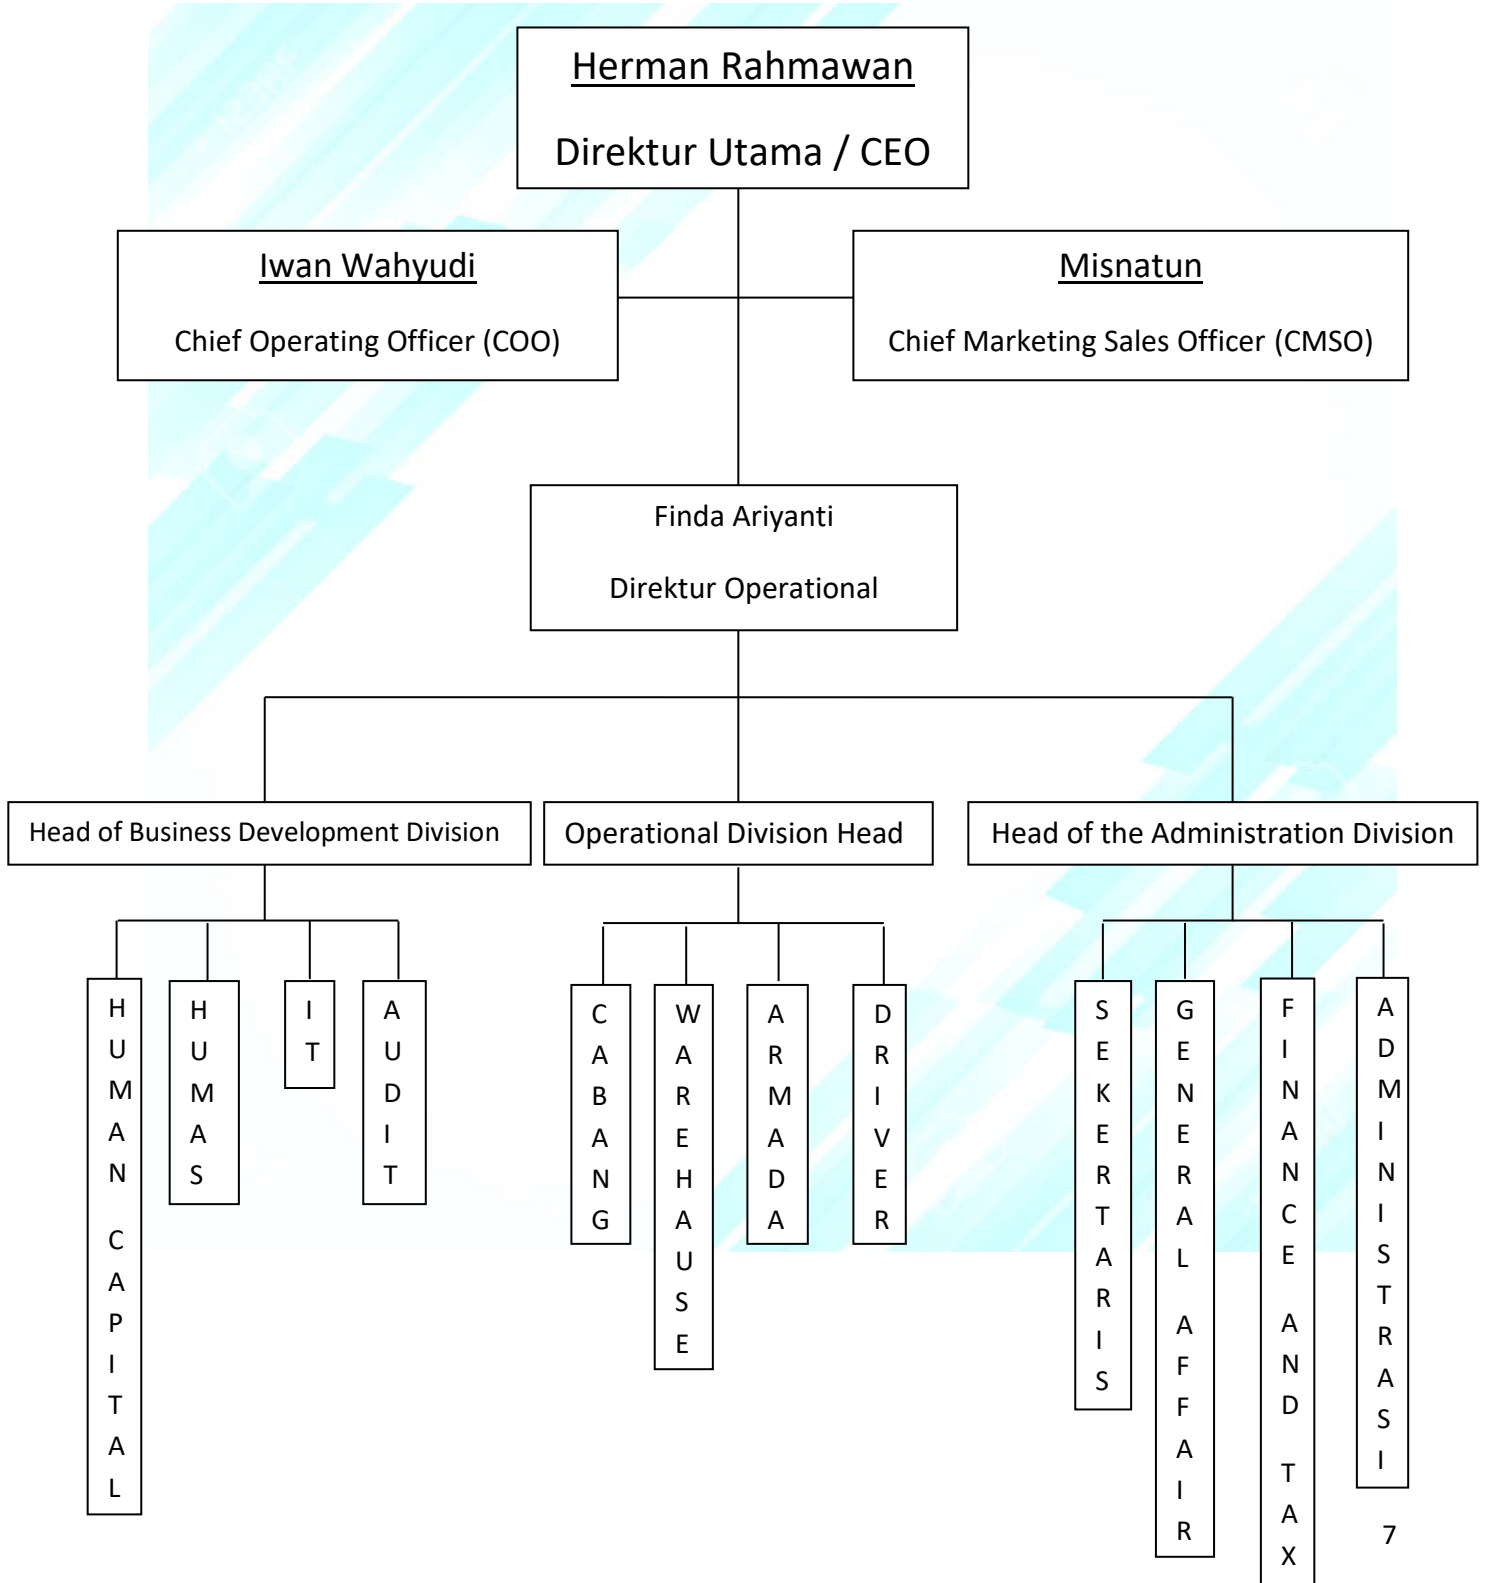 Herman Rahmawan
Direktur Utama / CEO
Iwan Wahyudi
Chief Operating Officer (COO)
Misnatun
Chief Marketing Sales Officer (CMSO)
Finda Ariyanti
Direktur Operational
Head of Business Development Division
Operational Division Head
Head of the Administration Division
HUMAN CAPITAL
HUMAS
IT
AUDIT
CABANG
WAREHAUSE
ARMADA
DRIVER
SEKERTARIS
GENERAL AFFAIR
FINANCE AND TAX
ADMINISTRASI
7